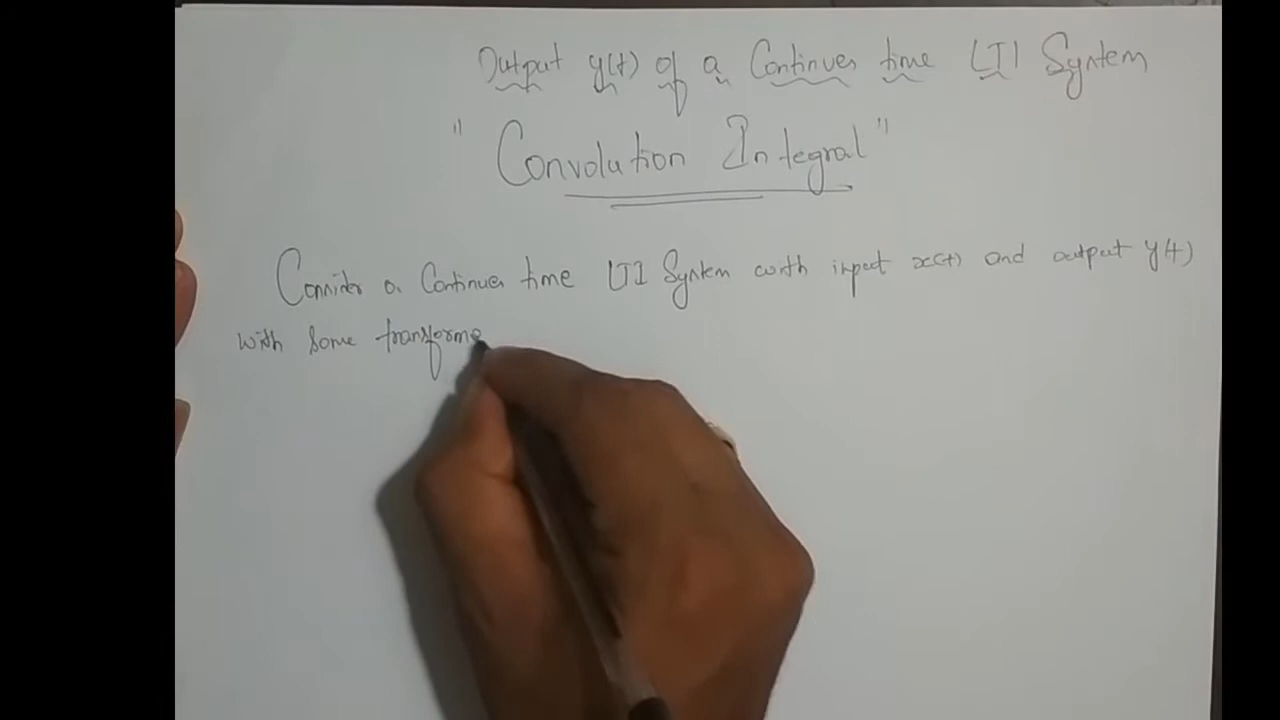 Output y(t) of a Continues time LTI System
" Convolution Integral "
Consider a Continues time LTI System with input x(t) and output y(t)
with some transforme